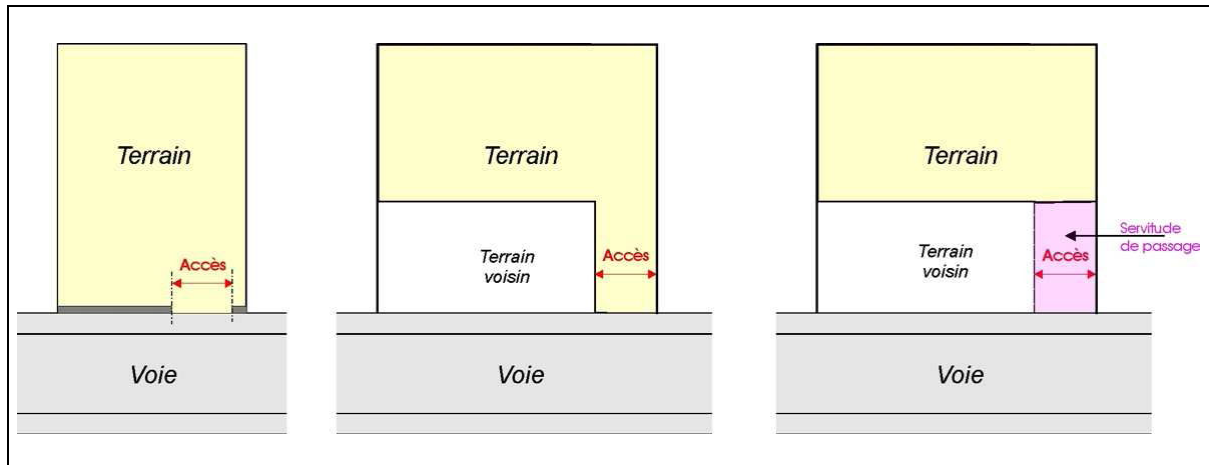 Terrain
Accès
Voie
Terrain
Terrain
voisin
Accès
Voie
Terrain
Terrain
voisin
Accès
Servitude
de passage
Voie